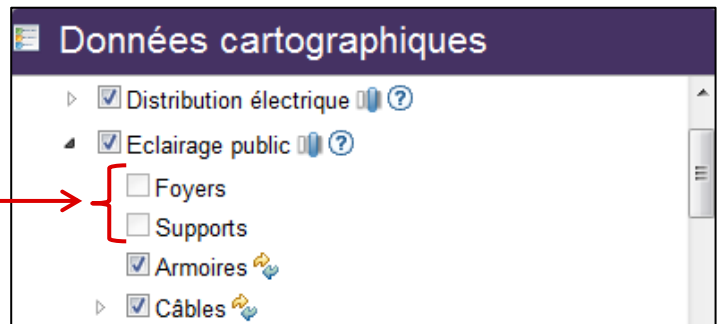 Données cartographiques
Distribution électrique ?
Eclairage public ?
Foyers
Supports
Armoires
Câbles